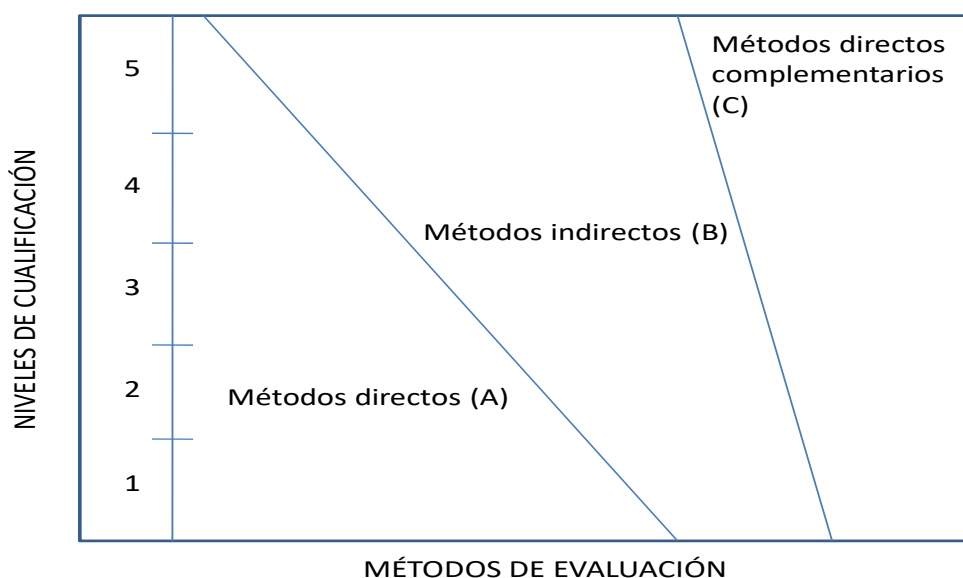 Métodos directos
complementarios
(C)
5
4
Métodos indirectos (B)
3
2
Métodos directos (A)
1
NIVELES DE CUALIFICACIÓN
MÉTODOS DE EVALUACIÓN